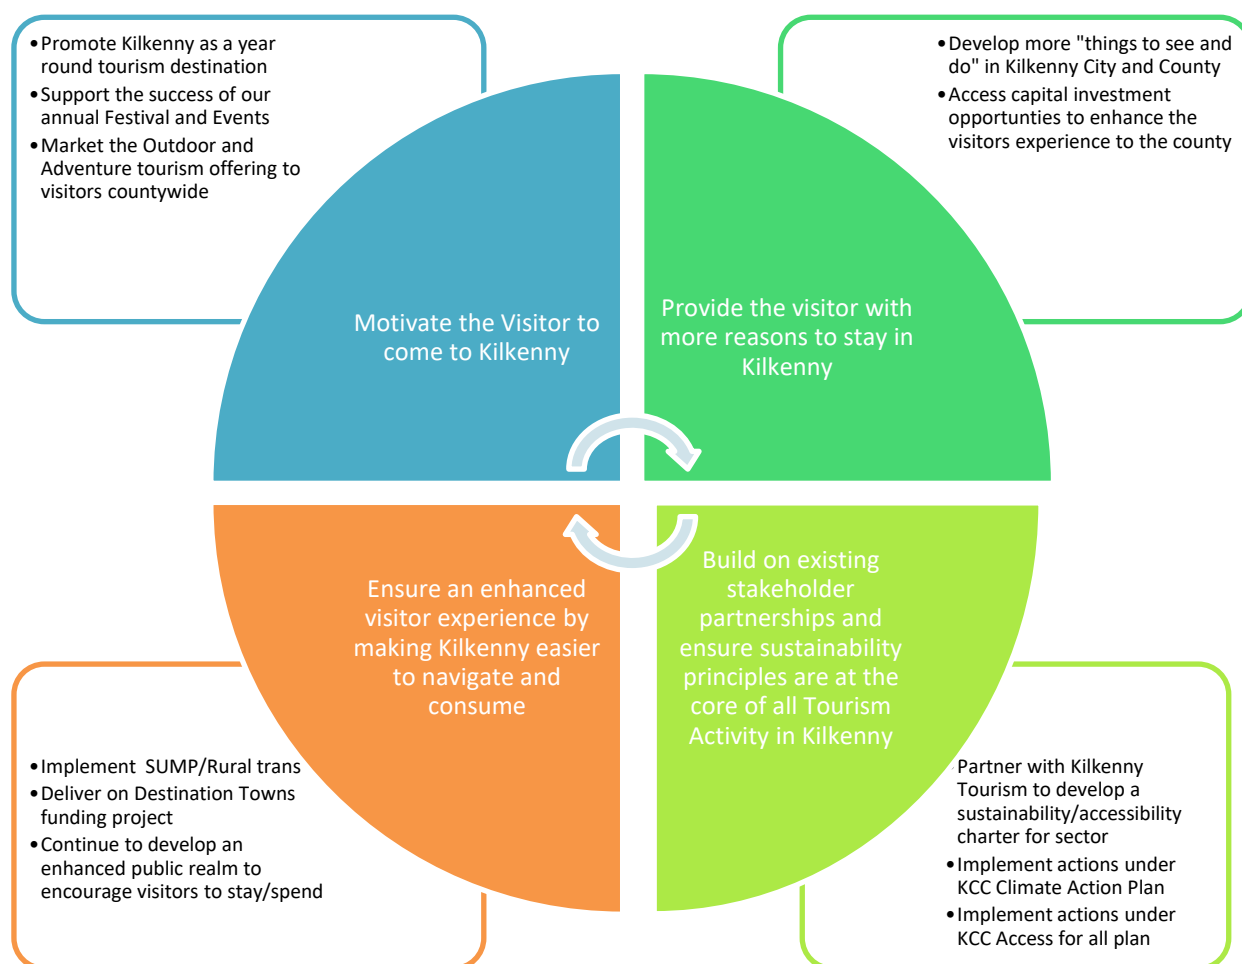 •Promote Kilkenny as a year
round tourism destination
•Support the success of our
annual Festival and Events
•Market the Outdoor and
Adventure tourism offering to
visitors countywide
•Develop more "things to see and
do" in Kilkenny City and County
•Access capital investment
opportunties to enhance the
visitors experience to the county
Motivate the Visitor to
come to Kilkenny
Provide the visitor with
more reasons to stay in
Kilkenny
Ensure an enhanced
visitor experience by
making Kilkenny easier
to navigate and
consume
Build on existing
stakeholder
partnerships and
ensure sustainability
principles are at the
core of all Tourism
Activity in Kilkenny
•Implement SUMP/Rural trans
•Deliver on Destination Towns
funding project
•Continue to develop an
enhanced public realm to
encourage visitors to stay/spend
Partner with Kilkenny
Tourism to develop a
sustainability/accessibility
charter for sector
•Implement actions under
KCC Climate Action Plan
•Implement actions under
KCC Access for all plan